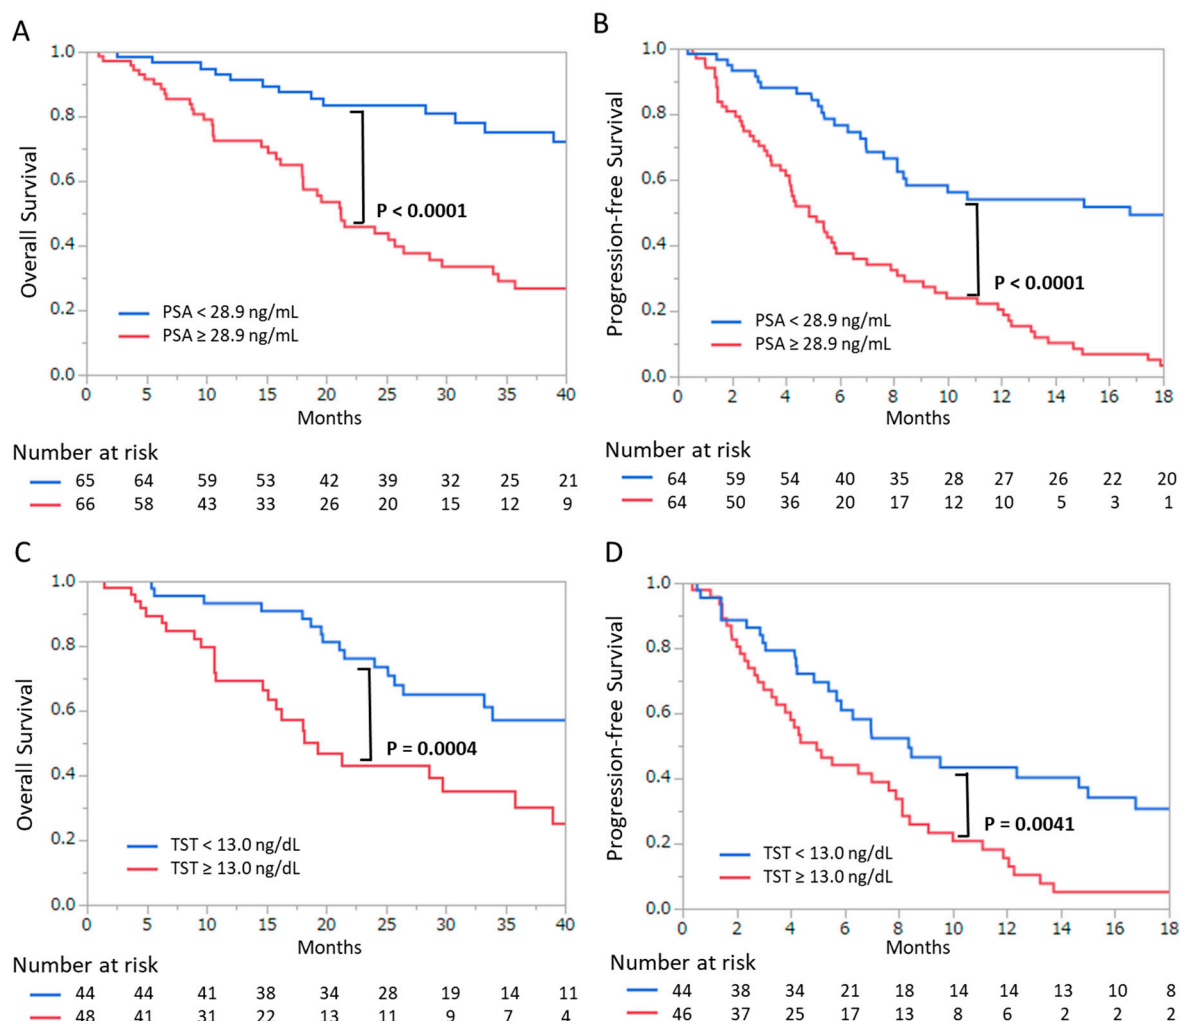 A
Overall Survival
1.0
0.8
0.6
0.4
0.2
0.0
P < 0.0001
PSA < 28.9 ng/mL
PSA ≥ 28.9 ng/mL
0 5 10 15 20 25 30 35 40
Months
Number at risk
65 64 59 53 42 39 32 25 21
66 58 43 33 26 20 15 12 9
B
Progression-free Survival
1.0
0.8
0.6
0.4
0.2
0.0
P < 0.0001
PSA < 28.9 ng/mL
PSA ≥ 28.9 ng/mL
0 2 4 6 8 10 12 14 16 18
Months
Number at risk
64 59 54 40 35 28 27 26 22 20
64 50 36 20 17 12 10 5 3 1
C
Overall Survival
1.0
0.8
0.6
0.4
0.2
0.0
P = 0.0004
TST < 13.0 ng/dL
TST ≥ 13.0 ng/dL
0 5 10 15 20 25 30 35 40
Months
Number at risk
44 44 41 38 34 28 19 14 11
48 41 31 22 13 11 9 7 4
D
Progression-free Survival
1.0
0.8
0.6
0.4
0.2
0.0
P = 0.0041
TST < 13.0 ng/dL
TST ≥ 13.0 ng/dL
0 2 4 6 8 10 12 14 16 18
Months
Number at risk
44 38 34 21 18 14 14 13 10 8
46 37 25 17 13 8 6 2 2 2